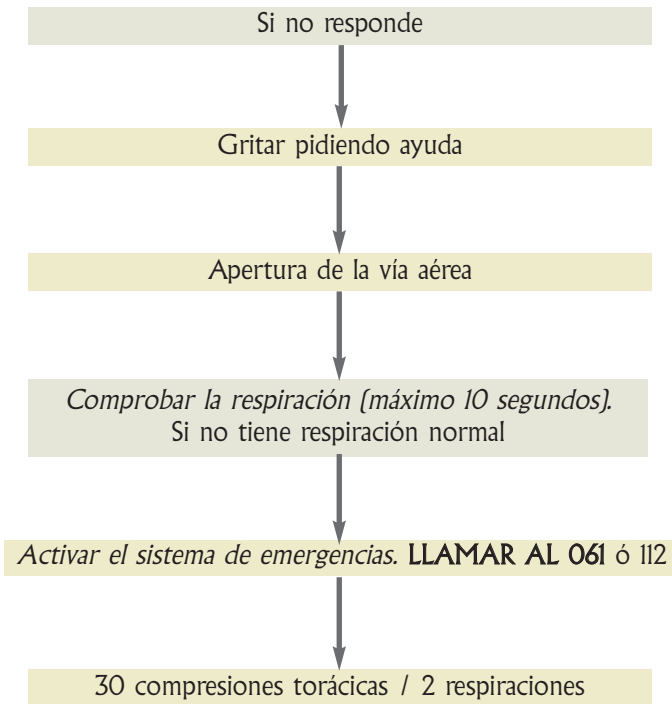 Si no responde
Gritar pidiendo ayuda
Apertura de la vía aérea
Comprobar la respiración (máximo 10 segundos).
Si no tiene respiración normal
Activar el sistema de emergencias. LLAMAR AL 061 ó 112
30 compresiones torácicas / 2 respiraciones